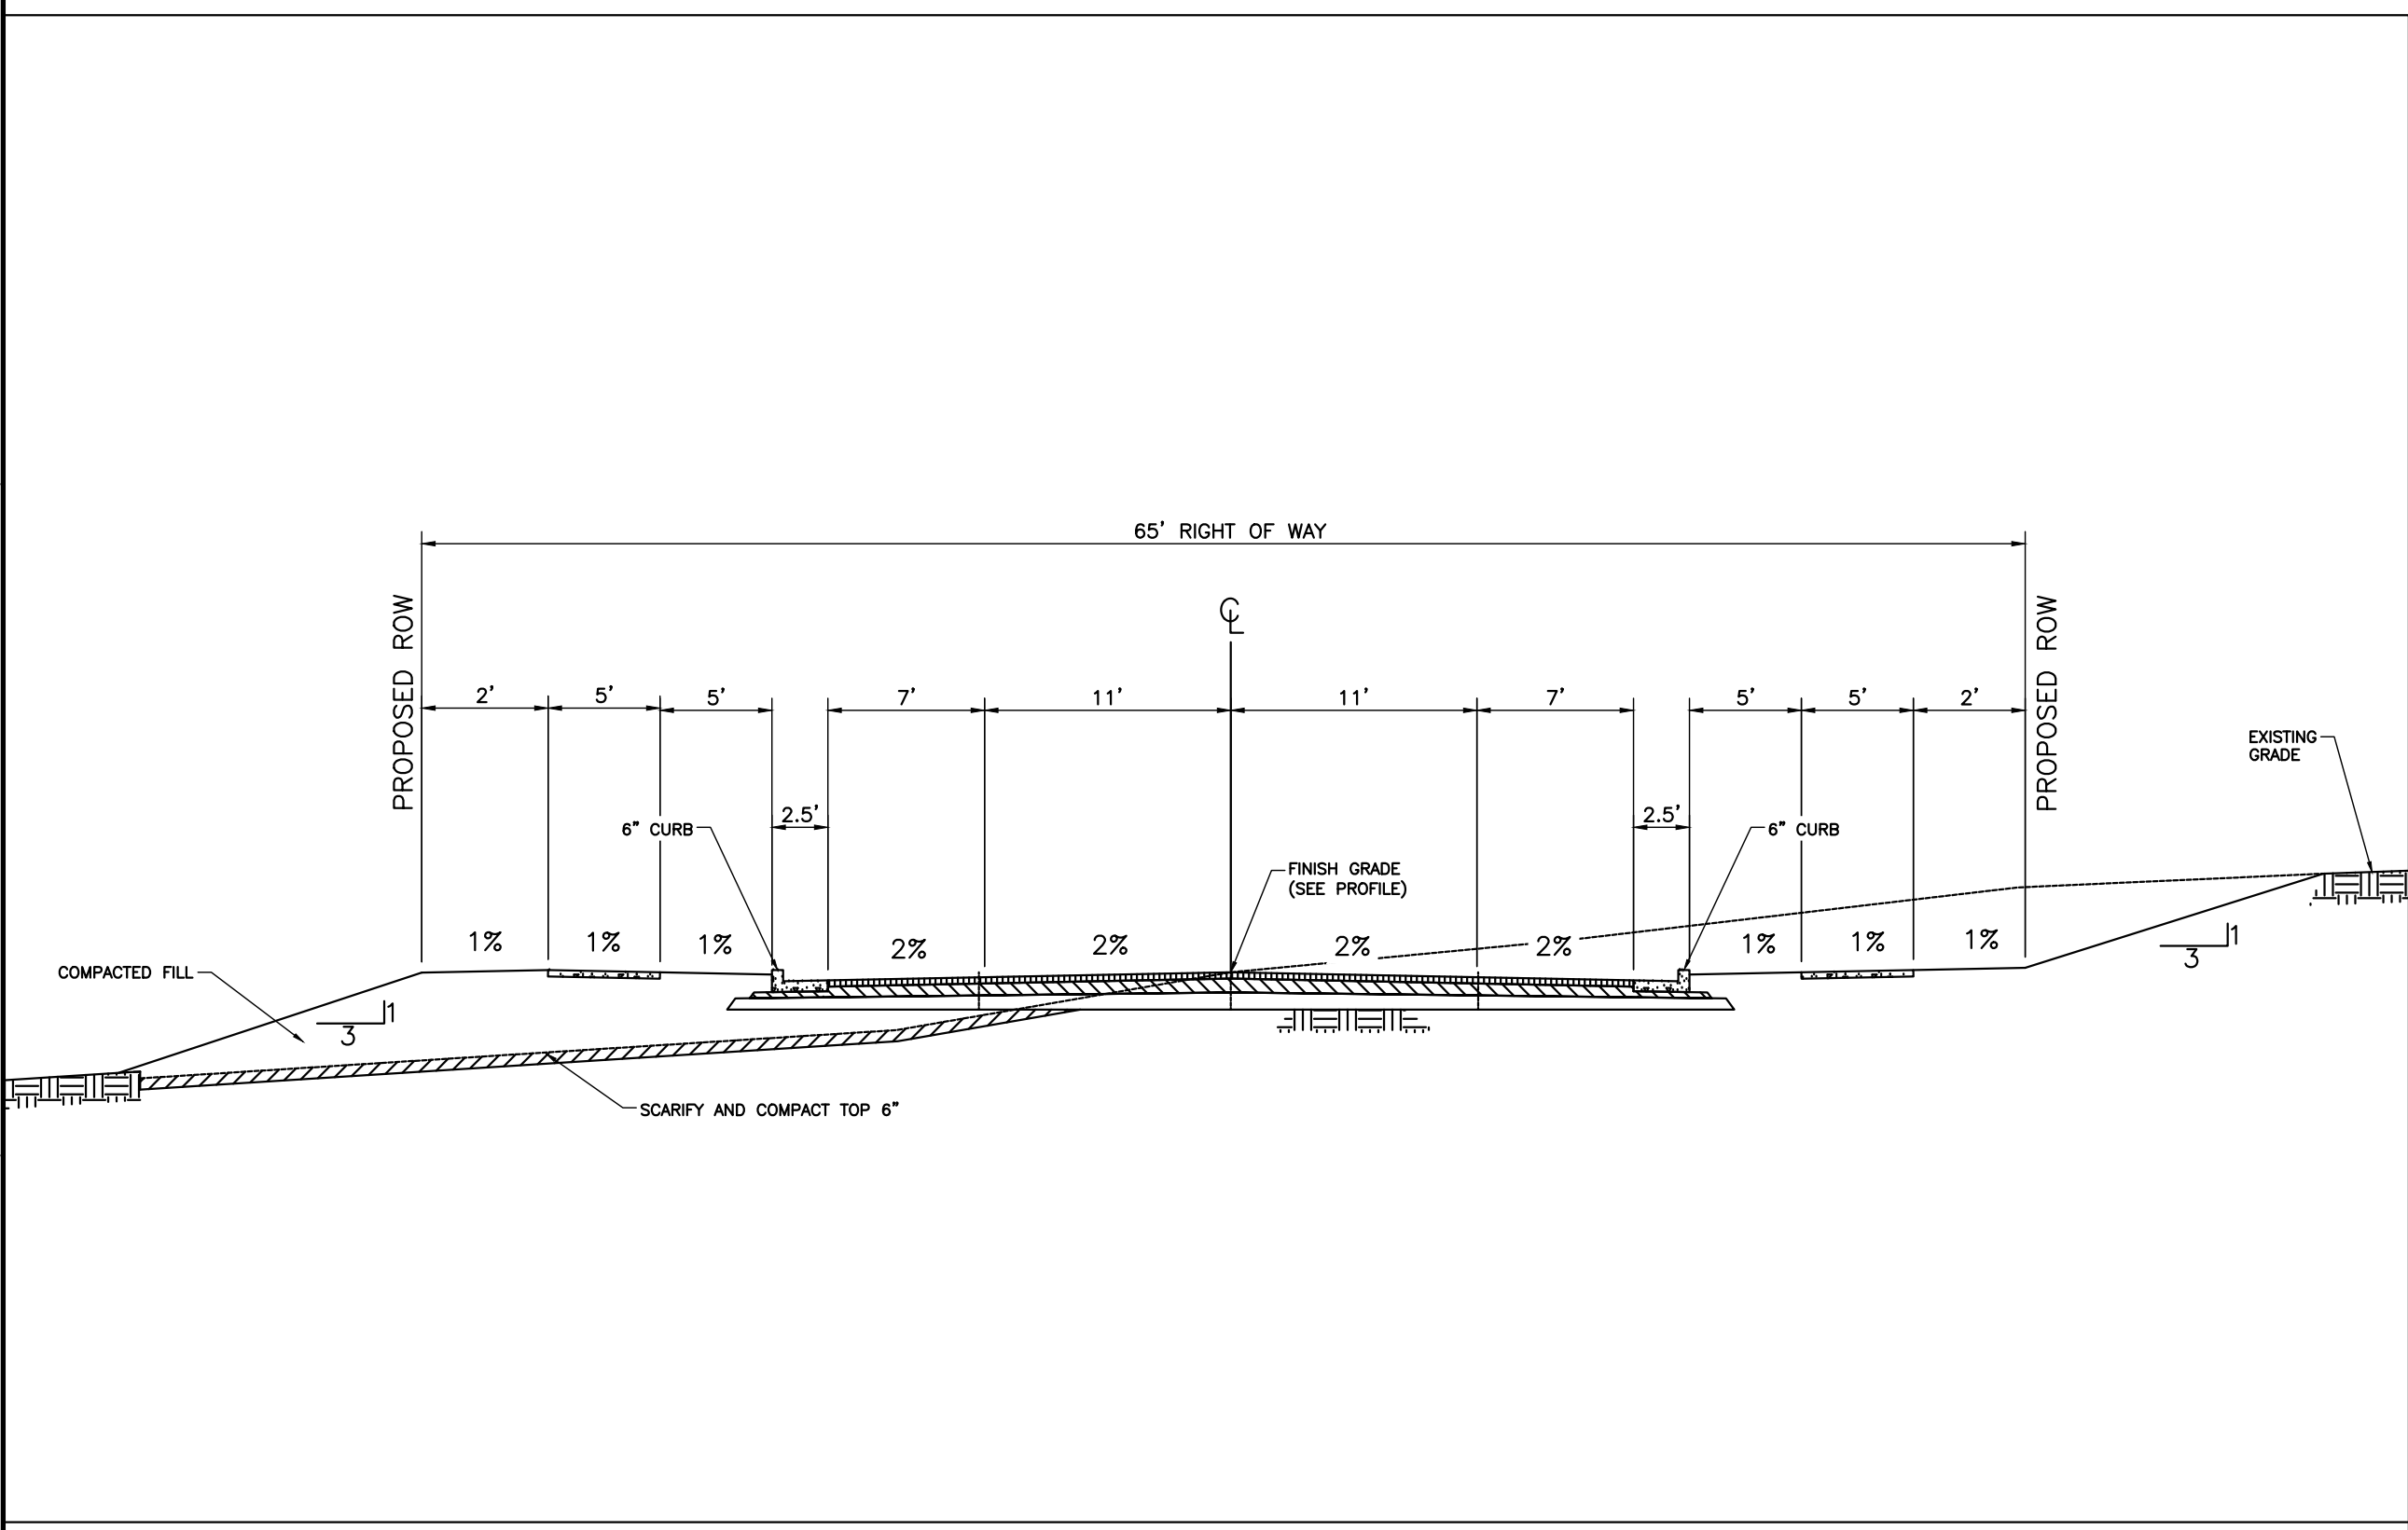 65' RIGHT OF WAY
PROPOSED ROW
℄
PROPOSED ROW
2'
5'
5'
7'
11'
11'
7'
5'
5'
2'
EXISTING
GRADE
2.5'
2.5'
6" CURB
6" CURB
FINISH GRADE
(SEE PROFILE)
1%
1%
1%
2%
2%
2%
2%
1%
1%
1%
1
3
COMPACTED FILL
1
3
SCARIFY AND COMPACT TOP 6"